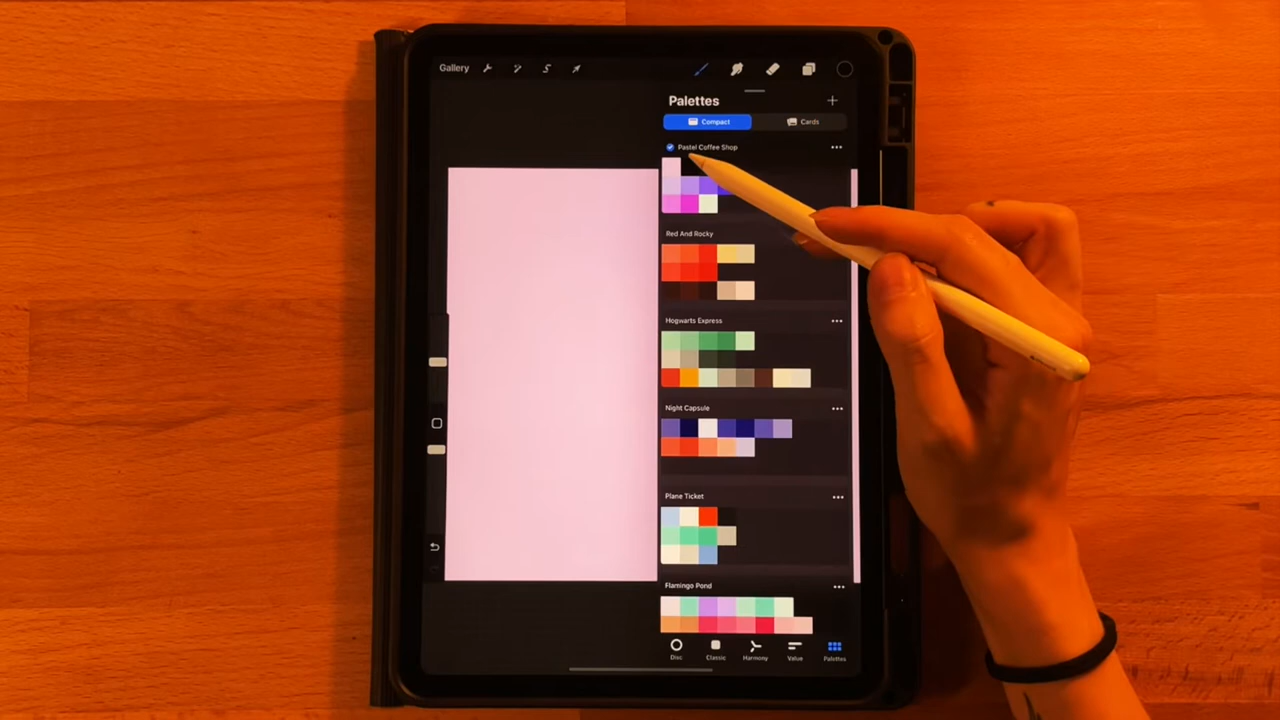 Gallery
Palettes
Compact
Cards
Pastel Coffee Shop
Red And Rocky
Hogwarts Express
Night Capsule
Plane Ticket
Flamingo Pond
Disc
Classic
Harmony
Value
Palettes